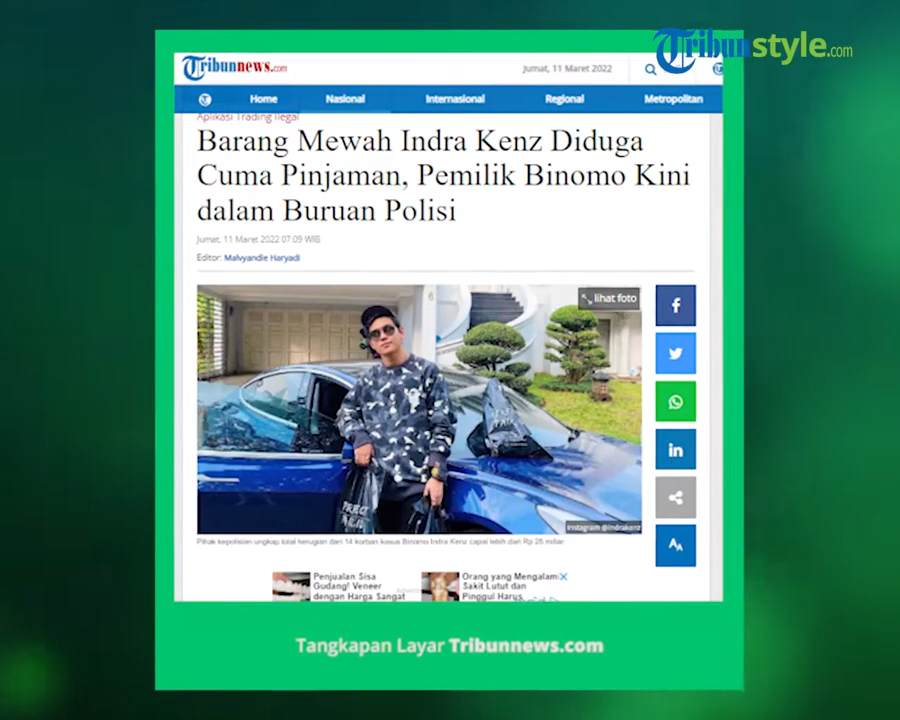 Tribunstyle.com
Tribunnews.com
Jumat, 11 Maret 2022
Home Nasional Internasional Regional Metropolitan
Aplikasi Trading Ilegal
Barang Mewah Indra Kenz Diduga
Cuma Pinjaman, Pemilik Binomo Kini
dalam Buruan Polisi
Jumat, 11 Maret 2022 07:09 WIB
Editor: Malvyandie Haryadi
lihat foto
Instagram @indrakenz
Pihak kepolisian ungkap total kerugian dari 14 korban kasus Binomo Indra Kenz capai lebih dari Rp 25 miliar.
Penjualan Sisa
Gudang! Veneer
dengan Harga Sangat
Orang yang Mengalami
Sakit Lutut dan
Pinggul Harus
Tangkapan Layar Tribunnews.com